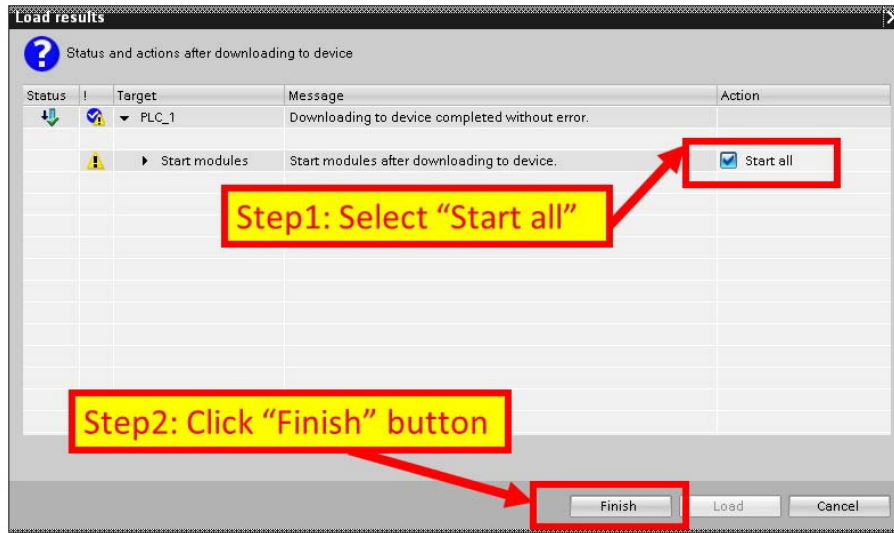 Load results
Status and actions after downloading to device
Status ! Target Message Action
PLC_1 Downloading to device completed without error.
Start modules Start modules after downloading to device. Start all
Step1: Select “Start all”
Step2: Click “Finish” button
Finish Load Cancel